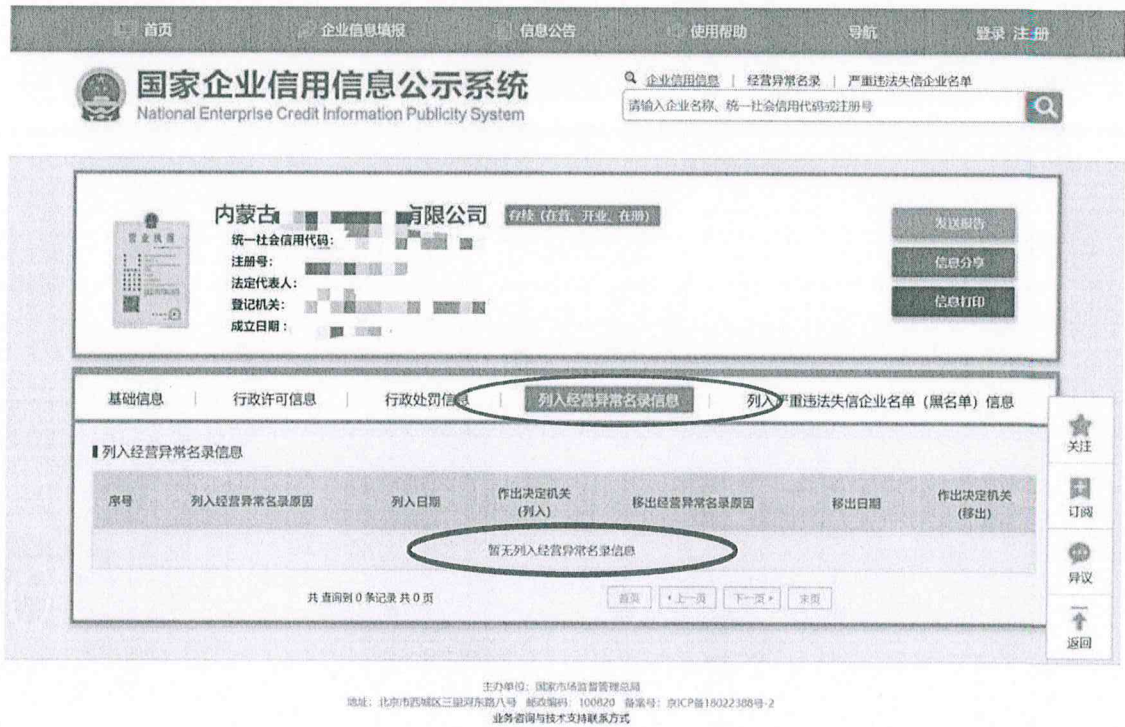 首页 企业信息填报 信息公告 使用帮助 导航 登录 注册
国家企业信用信息公示系统
National Enterprise Credit Information Publicity System
企业信用信息 | 经营异常名录 | 严重违法失信企业名单
请输入企业名称、统一社会信用代码或注册号
内蒙古 有限公司 存续（在营、开业、在册）
营业执照
统一社会信用代码：
注册号：
法定代表人：
登记机关：
成立日期：
发送报告
信息分享
信息打印
基础信息 | 行政许可信息 | 行政处罚信息 | 列入经营异常名录信息 | 列入严重违法失信企业名单（黑名单）信息
列入经营异常名录信息
序号 列入经营异常名录原因 列入日期 作出决定机关(列入) 移出经营异常名录原因 移出日期 作出决定机关(移出)
暂无列入经营异常名录信息
共 查询到 0 条记录 共 0 页
首页 上一页 下一页 末页
关注
订阅
异议
返回
主办单位：国家市场监督管理总局
地址：北京市西城区三里河东路八号 邮政编码：100820 备案号：京ICP备18022388号-2
业务咨询与技术支持联系方式